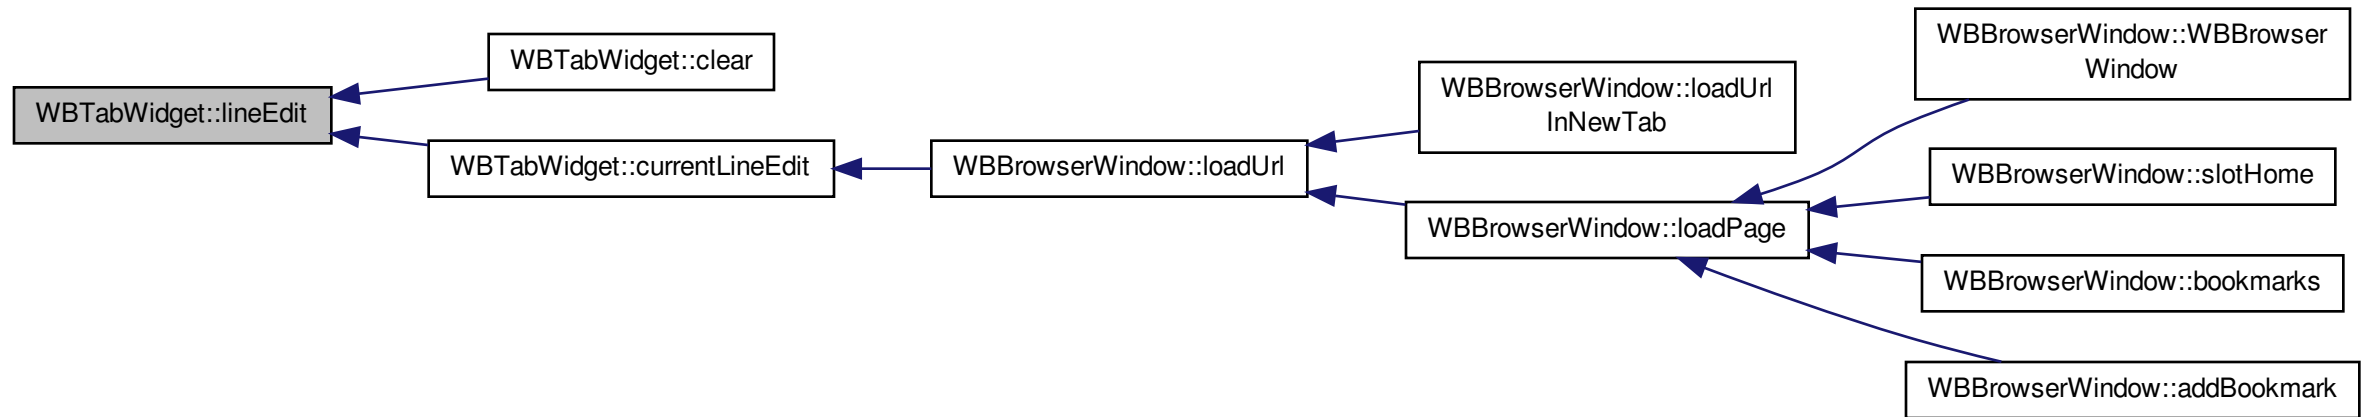 WBTabWidget::lineEdit
WBTabWidget::clear
WBTabWidget::currentLineEdit
WBBrowserWindow::loadUrl
WBBrowserWindow::loadUrl
InNewTab
WBBrowserWindow::loadPage
WBBrowserWindow::WBBrowser
Window
WBBrowserWindow::slotHome
WBBrowserWindow::bookmarks
WBBrowserWindow::addBookmark